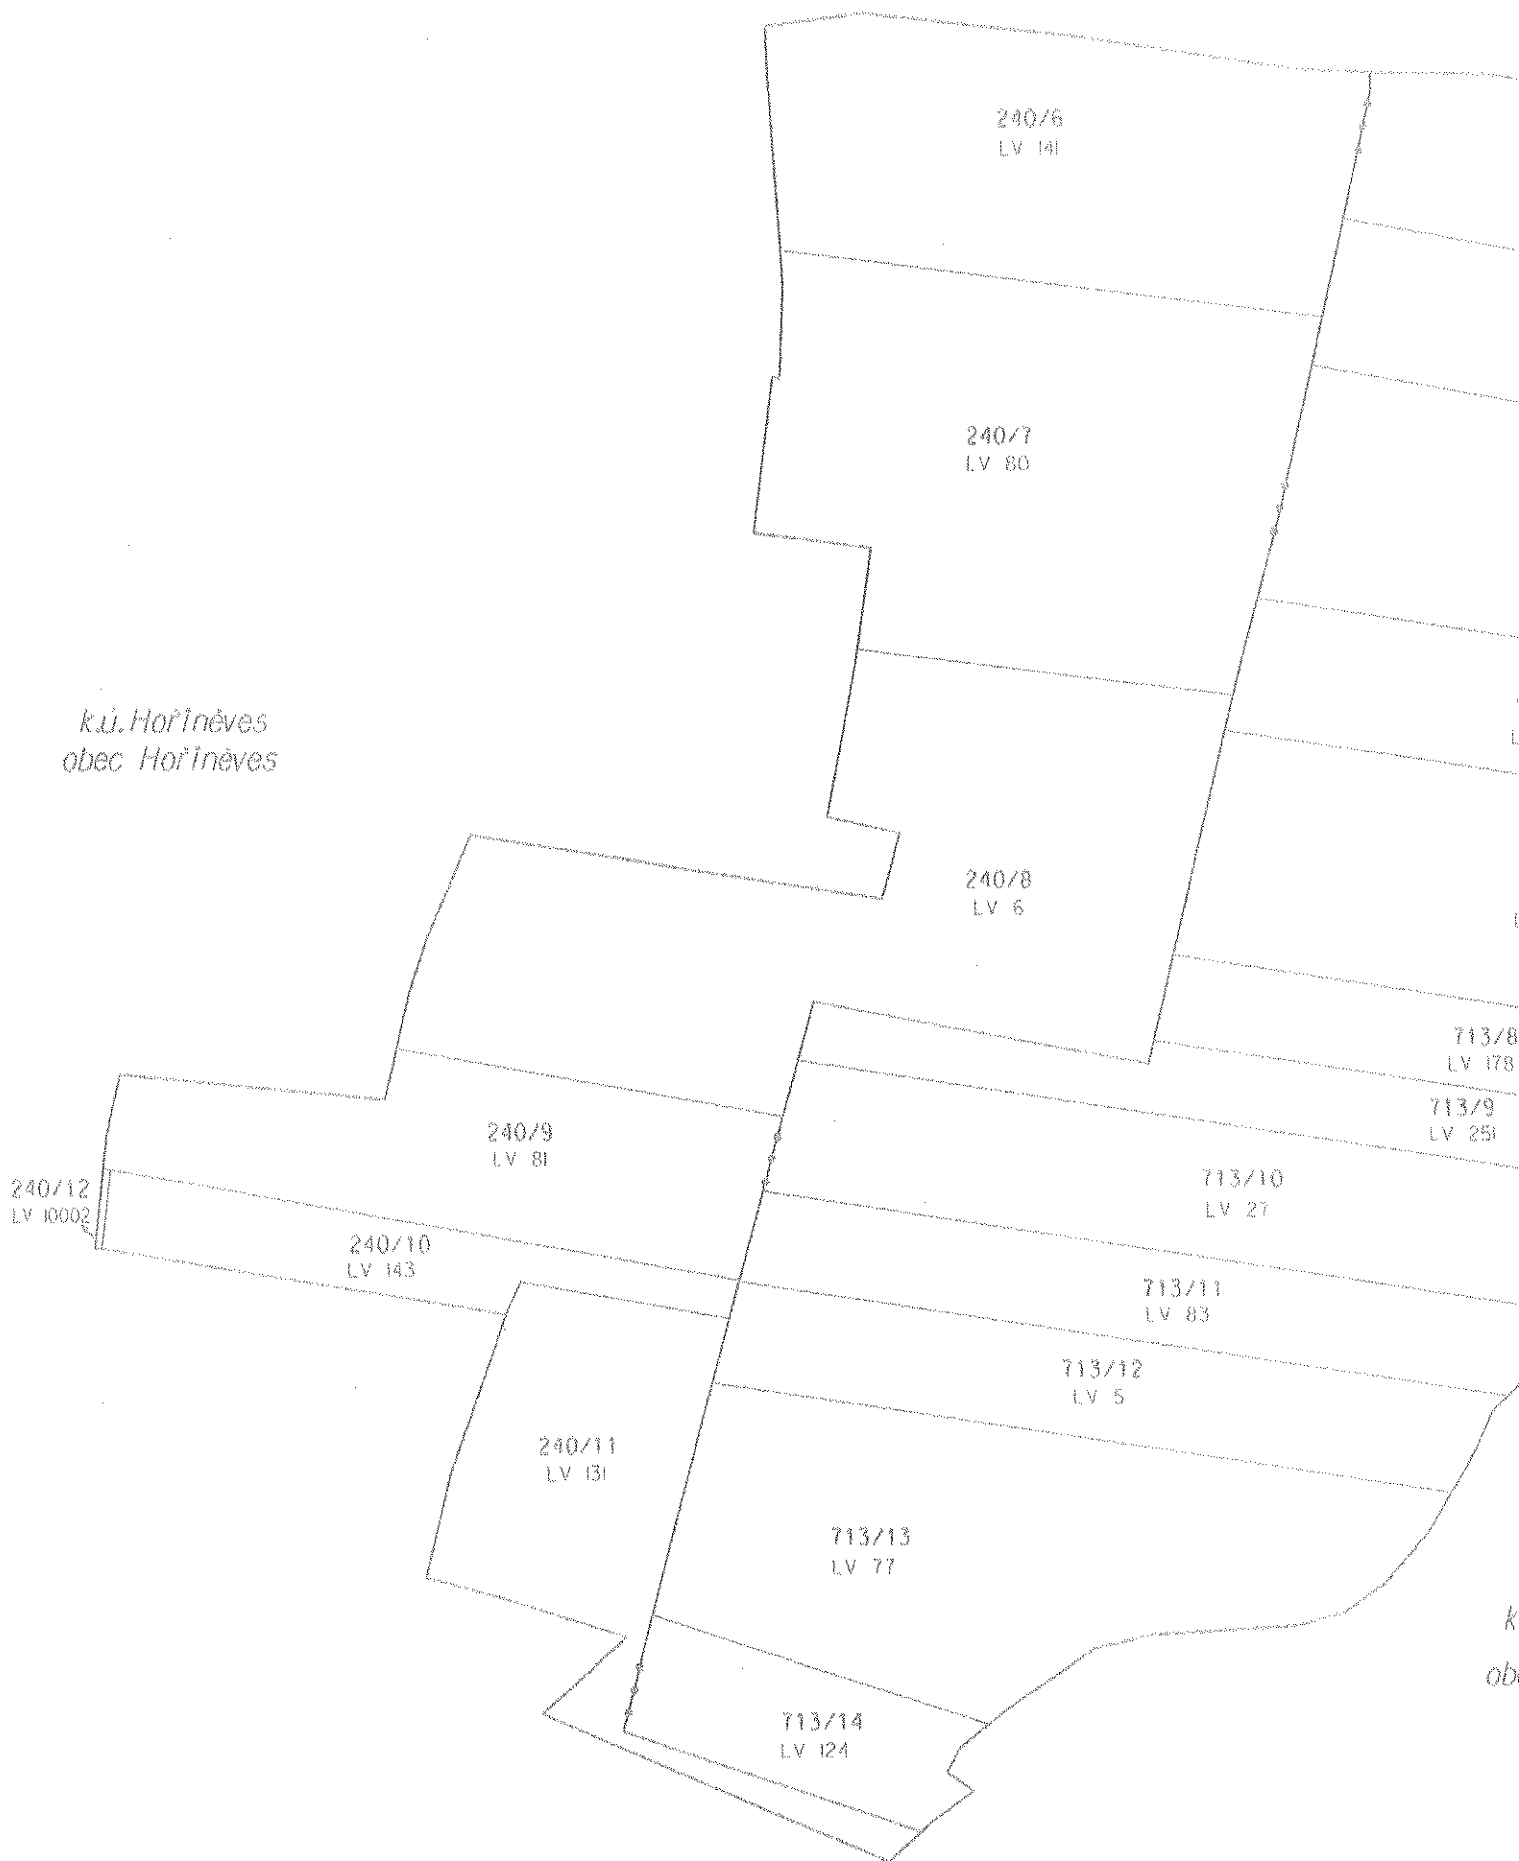 240/6
LV 141
240/7
LV 80
k.ú. Hoříněves
obec Hoříněves
240/8
LV 6
713/8
LV 178
713/9
LV 251
240/9
LV 81
713/10
LV 27
240/12
LV 10002
240/10
LV 143
713/11
LV 83
713/12
LV 5
240/11
LV 131
713/13
LV 77
713/14
LV 124